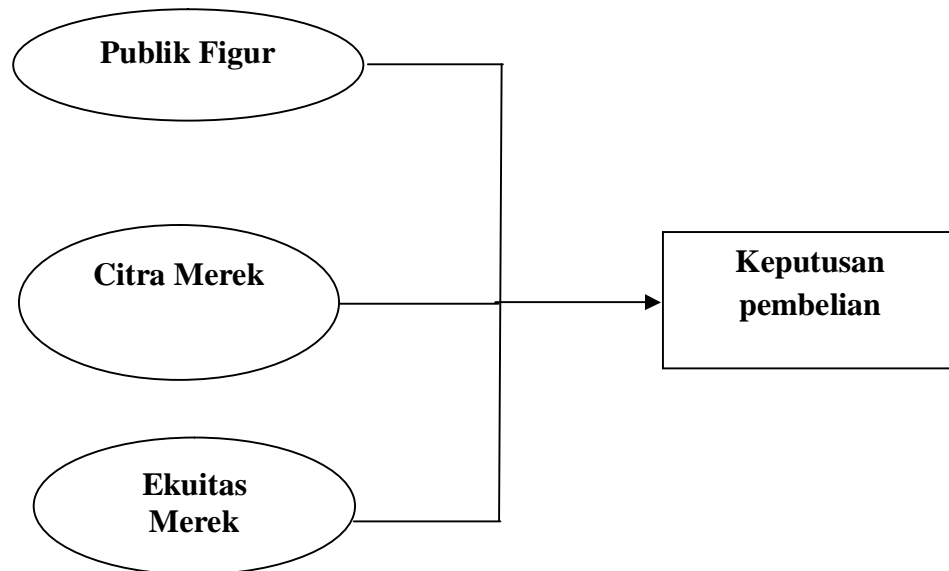 Publik Figur
Citra Merek
Keputusan
pembelian
Ekuitas
Merek